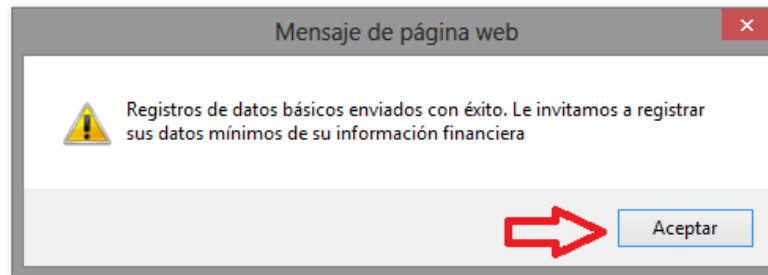 Mensaje de página web
Registros de datos básicos enviados con éxito. Le invitamos a registrar
sus datos mínimos de su información financiera
Aceptar